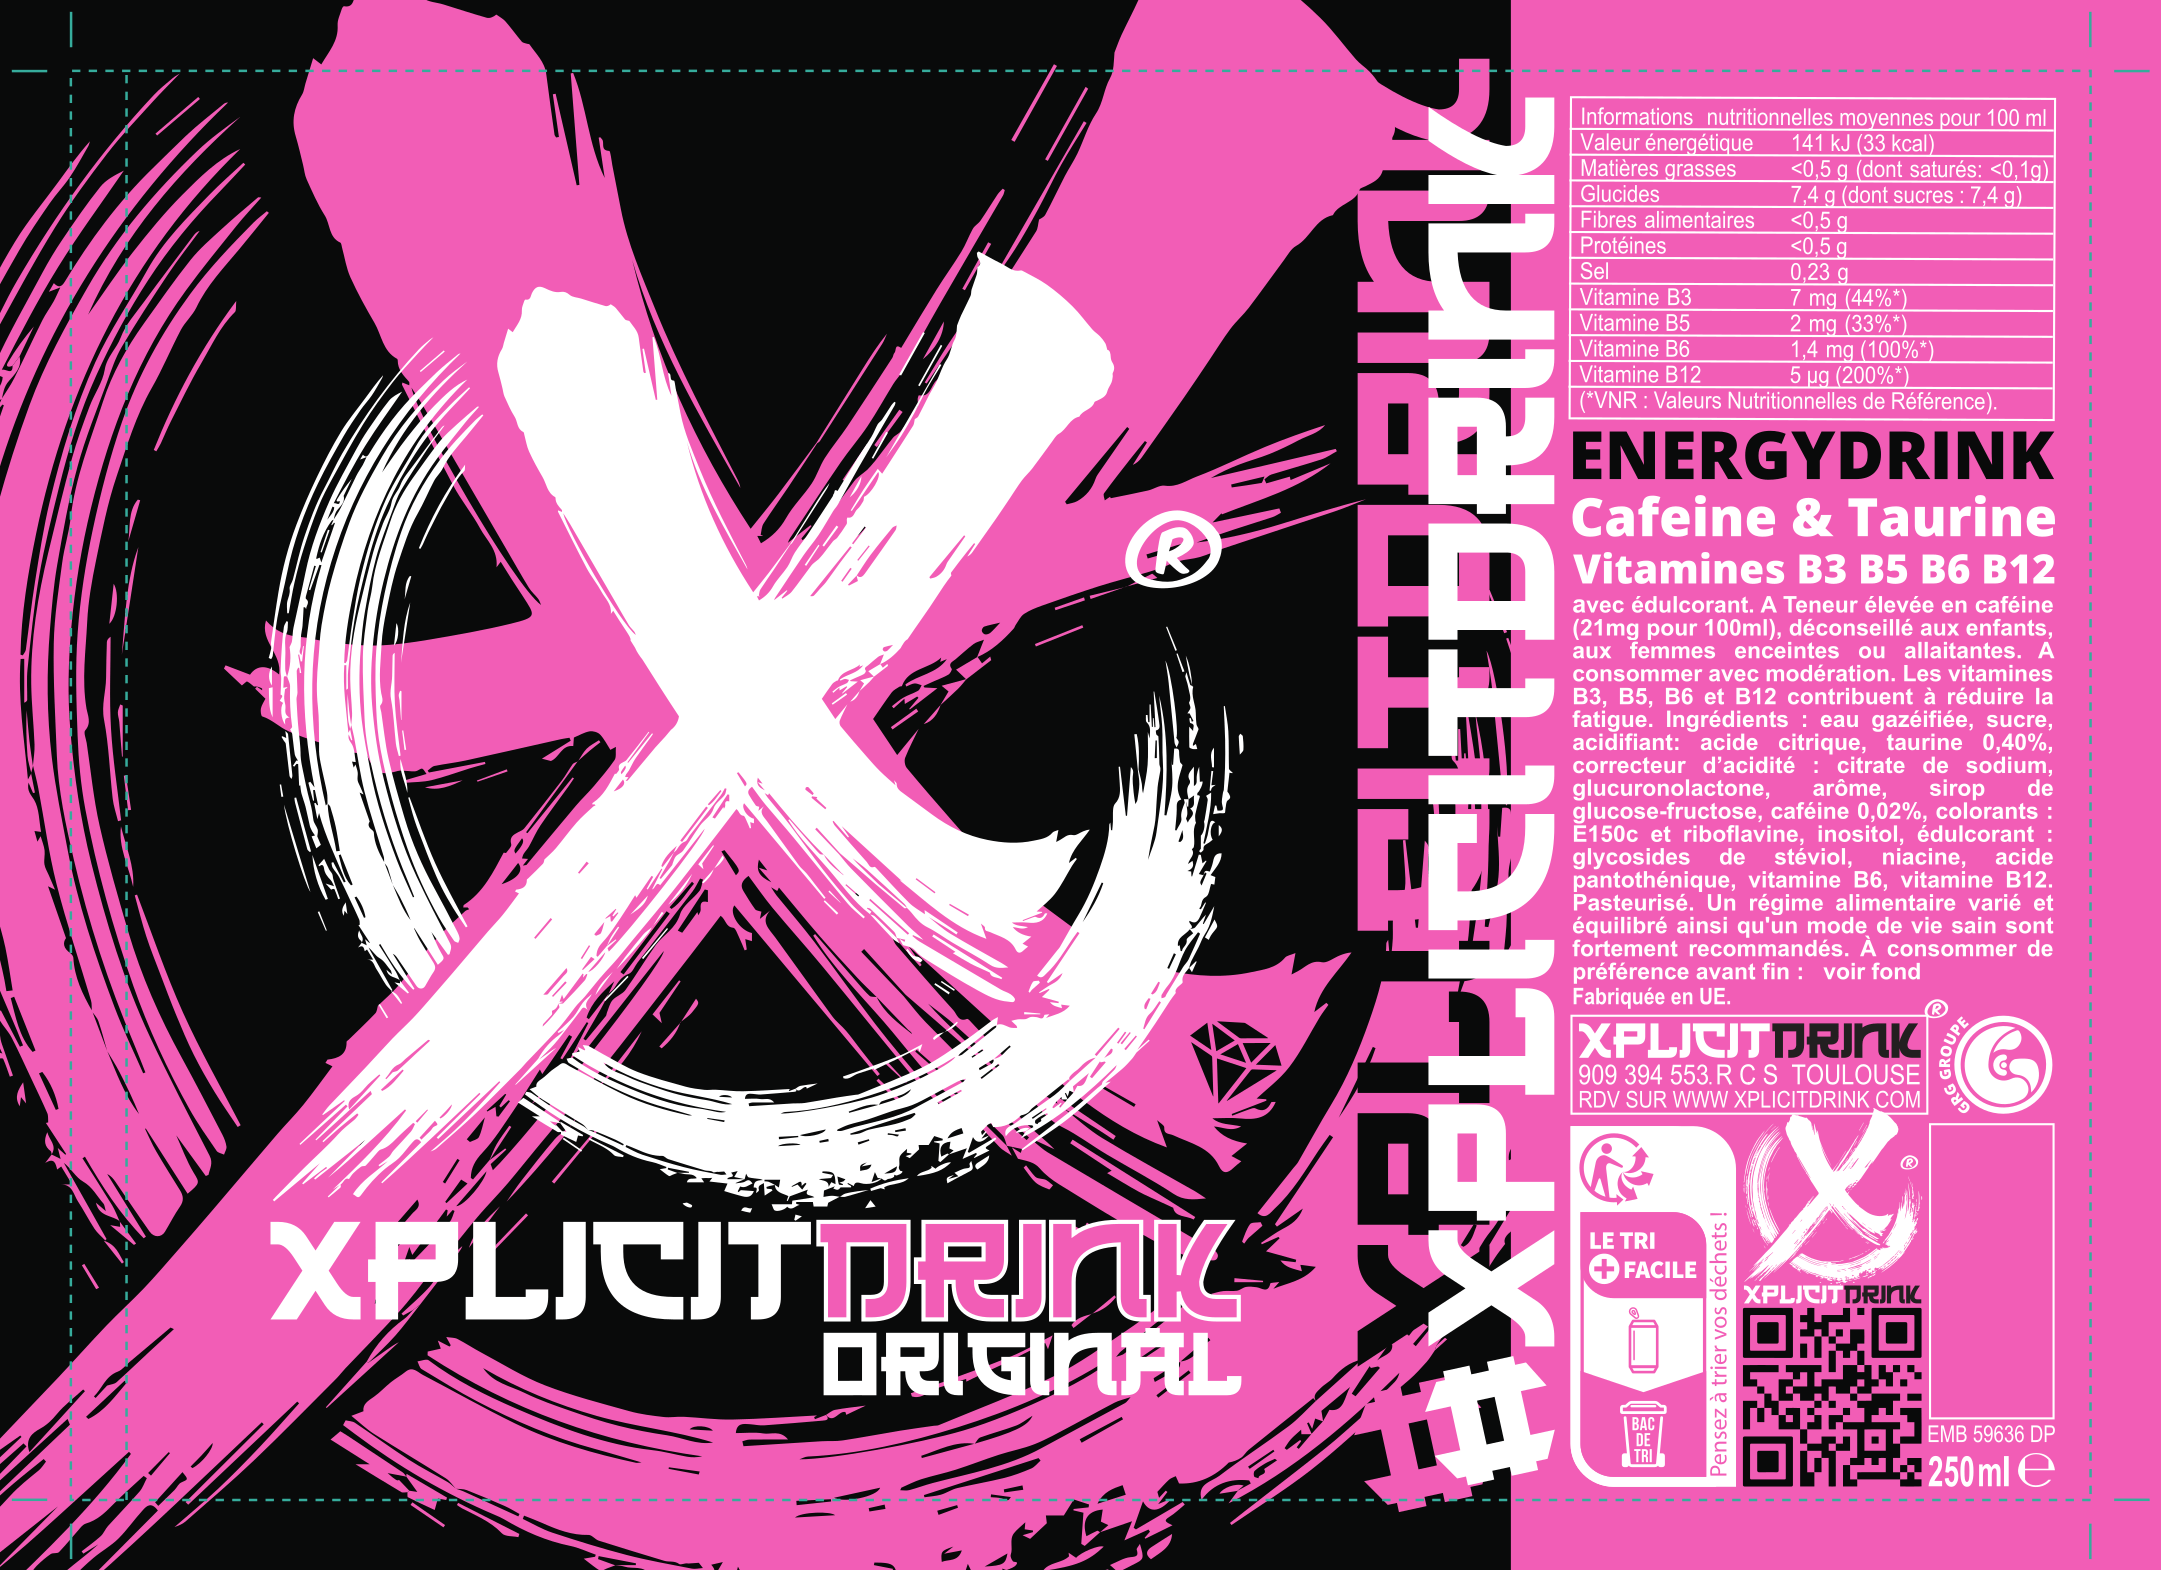 ®
XPLICITDRINK
ORIGINAL
#XPLICITDRINK
Informations nutritionnelles moyennes pour 100 ml
Valeur énergétique 141 kJ (33 kcal)
Matières grasses <0,5 g (dont saturés: <0,1g)
Glucides 7,4 g (dont sucres : 7,4 g)
Fibres alimentaires <0,5 g
Protéines <0,5 g
Sel 0,23 g
Vitamine B3 7 mg (44%*)
Vitamine B5 2 mg (33%*)
Vitamine B6 1,4 mg (100%*)
Vitamine B12 5 µg (200%*)
(*VNR : Valeurs Nutritionnelles de Référence).
ENERGYDRINK
Cafeine & Taurine
Vitamines B3 B5 B6 B12
avec édulcorant. A Teneur élevée en caféine
(21mg pour 100ml), déconseillé aux enfants,
aux femmes enceintes ou allaitantes. A
consommer avec modération. Les vitamines
B3, B5, B6 et B12 contribuent à réduire la
fatigue. Ingrédients : eau gazéifiée, sucre,
acidifiant: acide citrique, taurine 0,40%,
correcteur d'acidité : citrate de sodium,
glucuronolactone, arôme, sirop de
glucose-fructose, caféine 0,02%, colorants :
E150c et riboflavine, inositol, édulcorant :
glycosides de stéviol, niacine, acide
pantothénique, vitamine B6, vitamine B12.
Pasteurisé. Un régime alimentaire varié et
équilibré ainsi qu'un mode de vie sain sont
fortement recommandés. À consommer de
préférence avant fin : voir fond
Fabriquée en UE.
XPLICITDRINK ®
909 394 553.R C S TOULOUSE
RDV SUR WWW XPLICITDRINK COM
GRG GROUPE
LE TRI
+ FACILE
BAC
DE
TRI
Pensez à trier vos déchets !
®
XPLICITDRINK
EMB 59636 DP
250 ml e